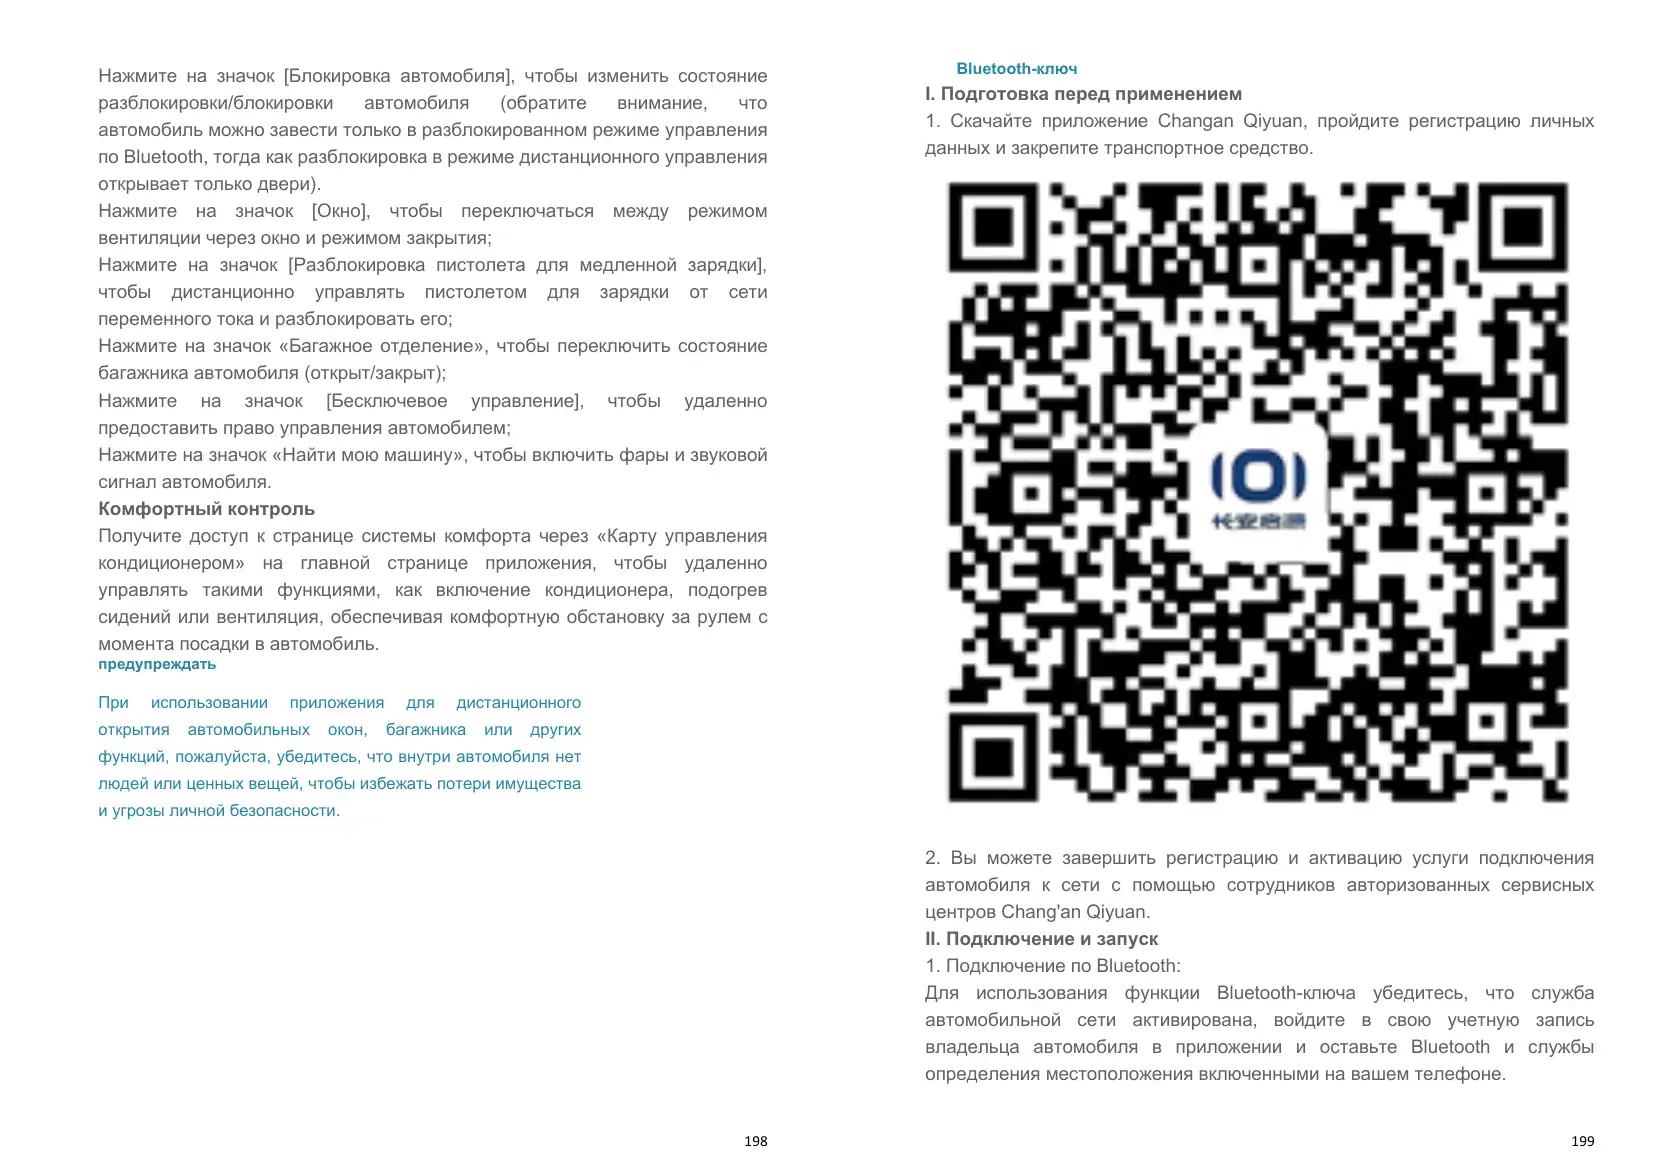 Нажмите на значок [Блокировка автомобиля], чтобы изменить состояние
разблокировки/блокировки автомобиля (обратите внимание, что
автомобиль можно завести только в разблокированном режиме управления
по Bluetooth, тогда как разблокировка в режиме дистанционного управления
открывает только двери).
Нажмите на значок [Окно], чтобы переключаться между режимом
вентиляции через окно и режимом закрытия;
Нажмите на значок [Разблокировка пистолета для медленной зарядки],
чтобы дистанционно управлять пистолетом для зарядки от сети
переменного тока и разблокировать его;
Нажмите на значок «Багажное отделение», чтобы переключить состояние
багажника автомобиля (открыт/закрыт);
Нажмите на значок [Бесключевое управление], чтобы удаленно
предоставить право управления автомобилем;
Нажмите на значок «Найти мою машину», чтобы включить фары и звуковой
сигнал автомобиля.
Комфортный контроль
Получите доступ к странице системы комфорта через «Карту управления
кондиционером» на главной странице приложения, чтобы удаленно
управлять такими функциями, как включение кондиционера, подогрев
сидений или вентиляция, обеспечивая комфортную обстановку за рулем с
момента посадки в автомобиль.
предупреждать
При использовании приложения для дистанционного
открытия автомобильных окон, багажника или других
функций, пожалуйста, убедитесь, что внутри автомобиля нет
людей или ценных вещей, чтобы избежать потери имущества
и угрозы личной безопасности.
198
Bluetooth-ключ
I. Подготовка перед применением
1. Скачайте приложение Changan Qiyuan, пройдите регистрацию личных
данных и закрепите транспортное средство.
长安启源
2. Вы можете завершить регистрацию и активацию услуги подключения
автомобиля к сети с помощью сотрудников авторизованных сервисных
центров Chang'an Qiyuan.
II. Подключение и запуск
1. Подключение по Bluetooth:
Для использования функции Bluetooth-ключа убедитесь, что служба
автомобильной сети активирована, войдите в свою учетную запись
владельца автомобиля в приложении и оставьте Bluetooth и службы
определения местоположения включенными на вашем телефоне.
199